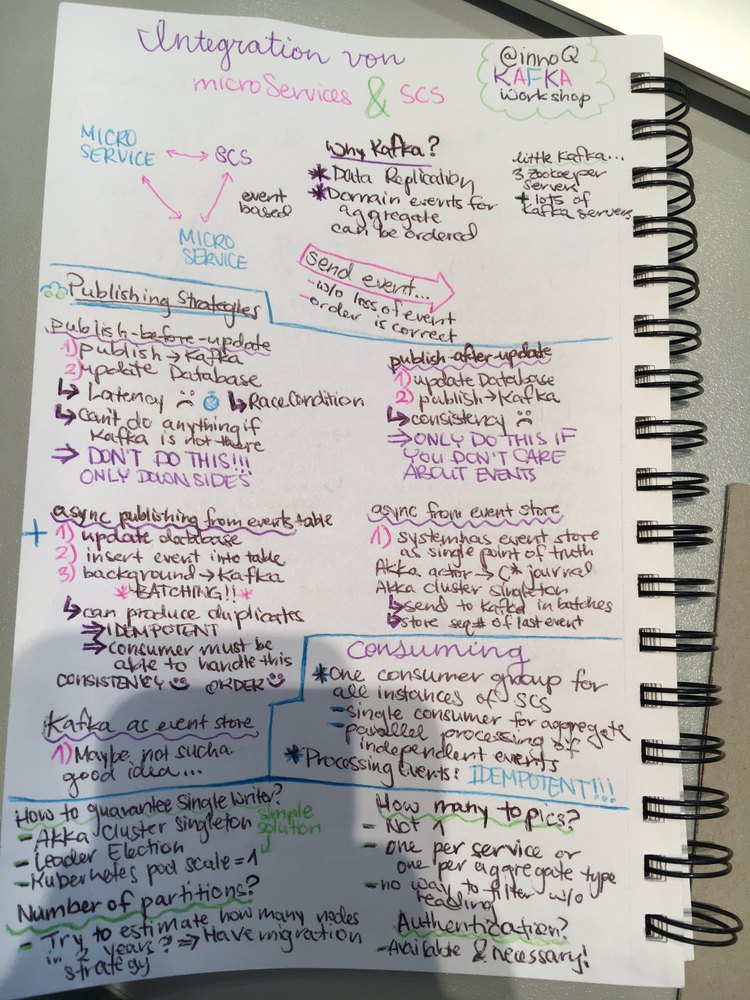 Integration von
microServices & SCS
@innoQ
KAFKA
workshop
MICRO
SERVICE
SCS
event
based
MICRO
SERVICE
Why Kafka?
* Data Replication
* Domain events for
aggregate
can be ordered
little Kafka...
3 zookeeper
servers
+ lots of
Kafka servers
send event...
- w/o loss of event
- order is correct
Publishing Strategies
publish-before-update
1) publish → Kafka
2) update Database
↳ Latency ↳ Race Condition
↳ Can't do anything if
Kafka is not there
⇒ DON'T DO THIS!!!
ONLY DOWNSIDES
publish-after-update
1) update Database
2) publish → Kafka
↳ consistency ☹
⇒ ONLY DO THIS IF
YOU DON'T CARE
ABOUT EVENTS
+ async publishing from events table
1) update database
2) insert event into table
3) background → Kafka
* BATCHING!! *
↳ can produce duplicates
⇒ IDEMPOTENT
⇒ consumer must be
able to handle this
CONSISTENCY ☺ ORDER ☺
async from event store
1) system has event store
as single point of truth
Akka actor → C* journal
Akka cluster singleton
↳ send to Kafka in batches
↳ store seq# of last event
Kafka as event store
1) Maybe not such a
good idea...
Consuming
* One consumer group for
all instances of SCS
- single consumer for aggregate
- parallel processing of
independent events
* Processing Events: IDEMPOTENT!!!
How to guarantee Single Writer?
- Akka Cluster Singleton
- Leader Election
- Kubernetes pod scale = 1
simple
solution
Number of partitions?
- Try to estimate how many nodes
in 2 years? ⇒ Have migration
strategy
How many topics?
- Not 1
- one per service or
one per aggregate type
- no way to filter w/o
reading
Authentication?
- Available & necessary!